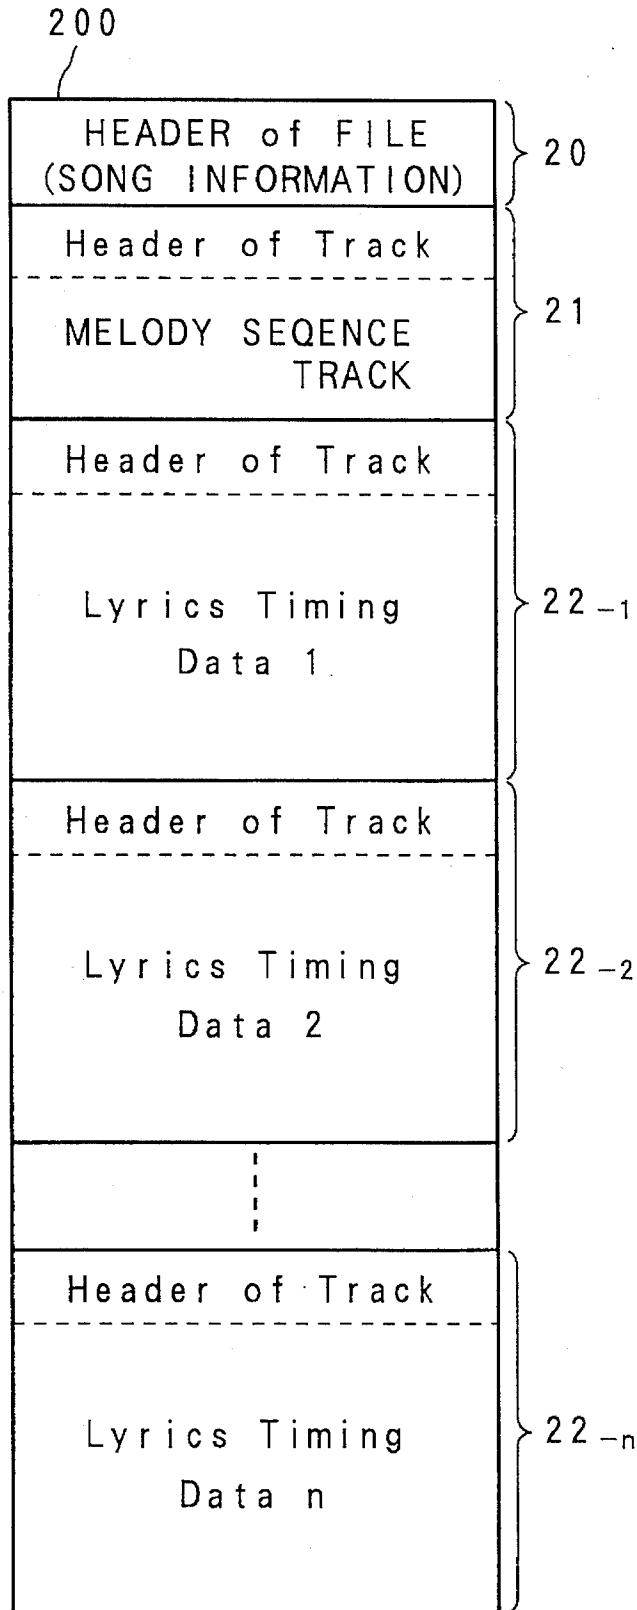 200
HEADER of FILE
(SONG INFORMATION)
20
Header of Track
21
MELODY SEQENCE
TRACK
Header of Track
Lyrics Timing
Data 1
22-1
Header of Track
Lyrics Timing
Data 2
22-2
Header of Track
Lyrics Timing
Data n
22-n